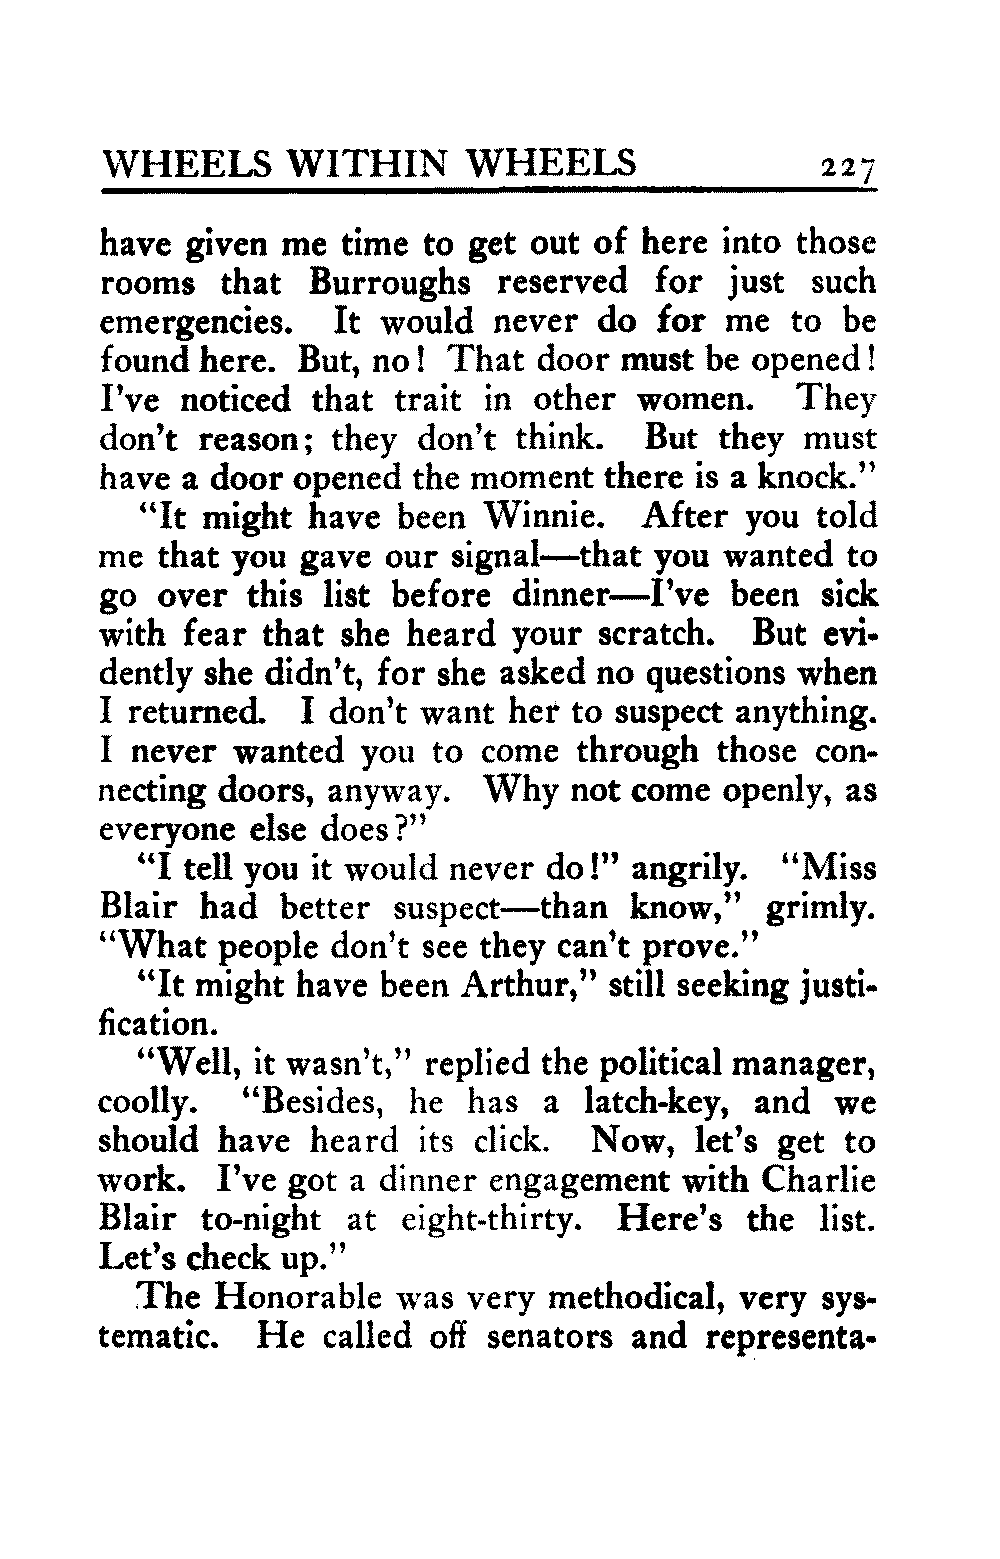 WHEELS WITHIN WHEELS 227
have given me time to get out of here into those
rooms that Burroughs reserved for just such
emergencies. It would never do for me to be
found here. But, no! That door must be opened!
I've noticed that trait in other women. They
don't reason; they don't think. But they must
have a door opened the moment there is a knock."
"It might have been Winnie. After you told
me that you gave our signal—that you wanted to
go over this list before dinner—I've been sick
with fear that she heard your scratch. But evi-
dently she didn't, for she asked no questions when
I returned. I don't want her to suspect anything.
I never wanted you to come through those con-
necting doors, anyway. Why not come openly, as
everyone else does?"
"I tell you it would never do!" angrily. "Miss
Blair had better suspect—than know," grimly.
"What people don't see they can't prove."
"It might have been Arthur," still seeking justi-
fication.
"Well, it wasn't," replied the political manager,
coolly. "Besides, he has a latch-key, and we
should have heard its click. Now, let's get to
work. I've got a dinner engagement with Charlie
Blair to-night at eight-thirty. Here's the list.
Let's check up."
The Honorable was very methodical, very sys-
tematic. He called off senators and representa-